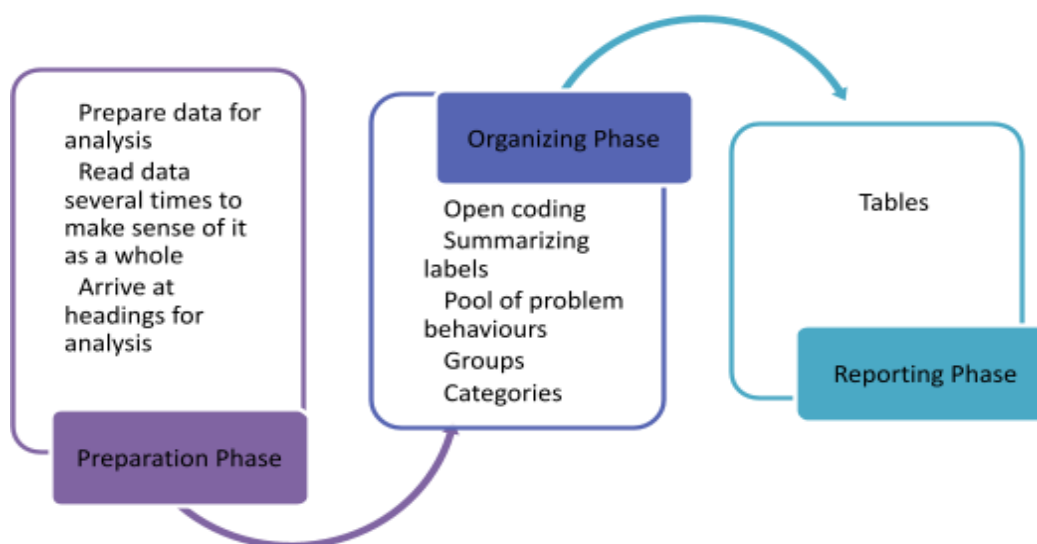 Prepare data for
analysis
Read data
several times to
make sense of it
as a whole
Arrive at
headings for
analysis
Preparation Phase
Organizing Phase
Open coding
Summarizing
labels
Pool of problem
behaviours
Groups
Categories
Tables
Reporting Phase